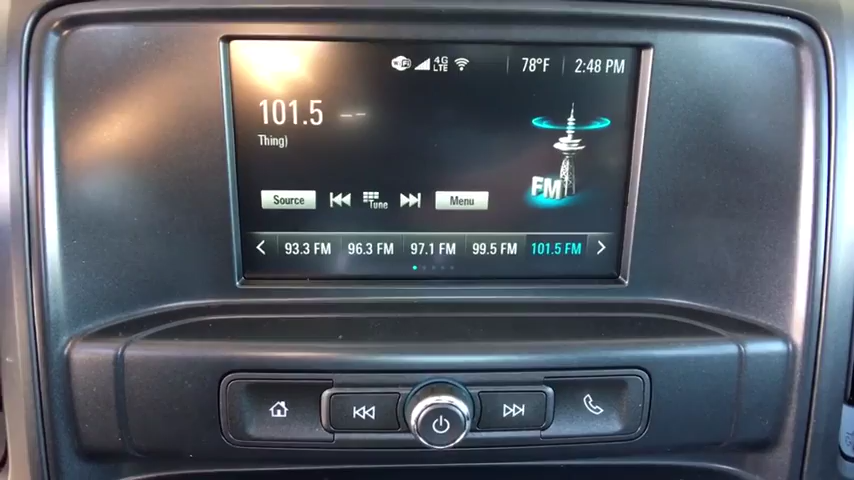 4G LTE 78°F 2:48 PM
101.5 --
Thing)
FM
Source Tune Menu
93.3 FM 96.3 FM 97.1 FM 99.5 FM 101.5 FM